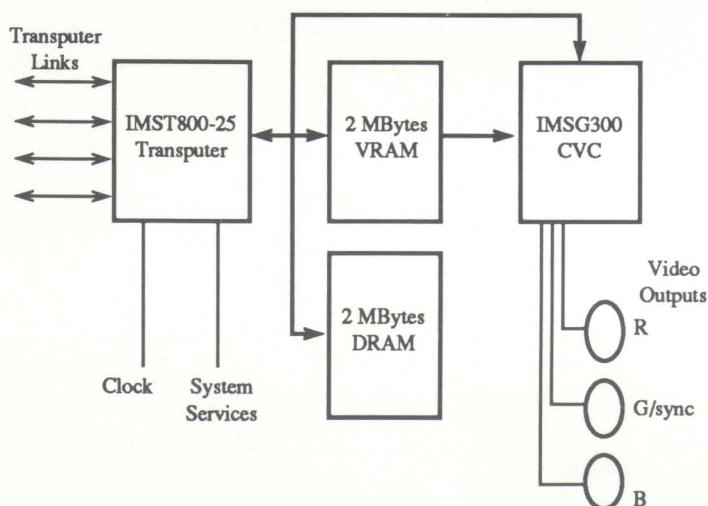 Transputer
Links
IMST800-25
Transputer
2 MBytes
VRAM
IMSG300
CVC
2 MBytes
DRAM
Clock
System
Services
Video
Outputs
R
G/sync
B